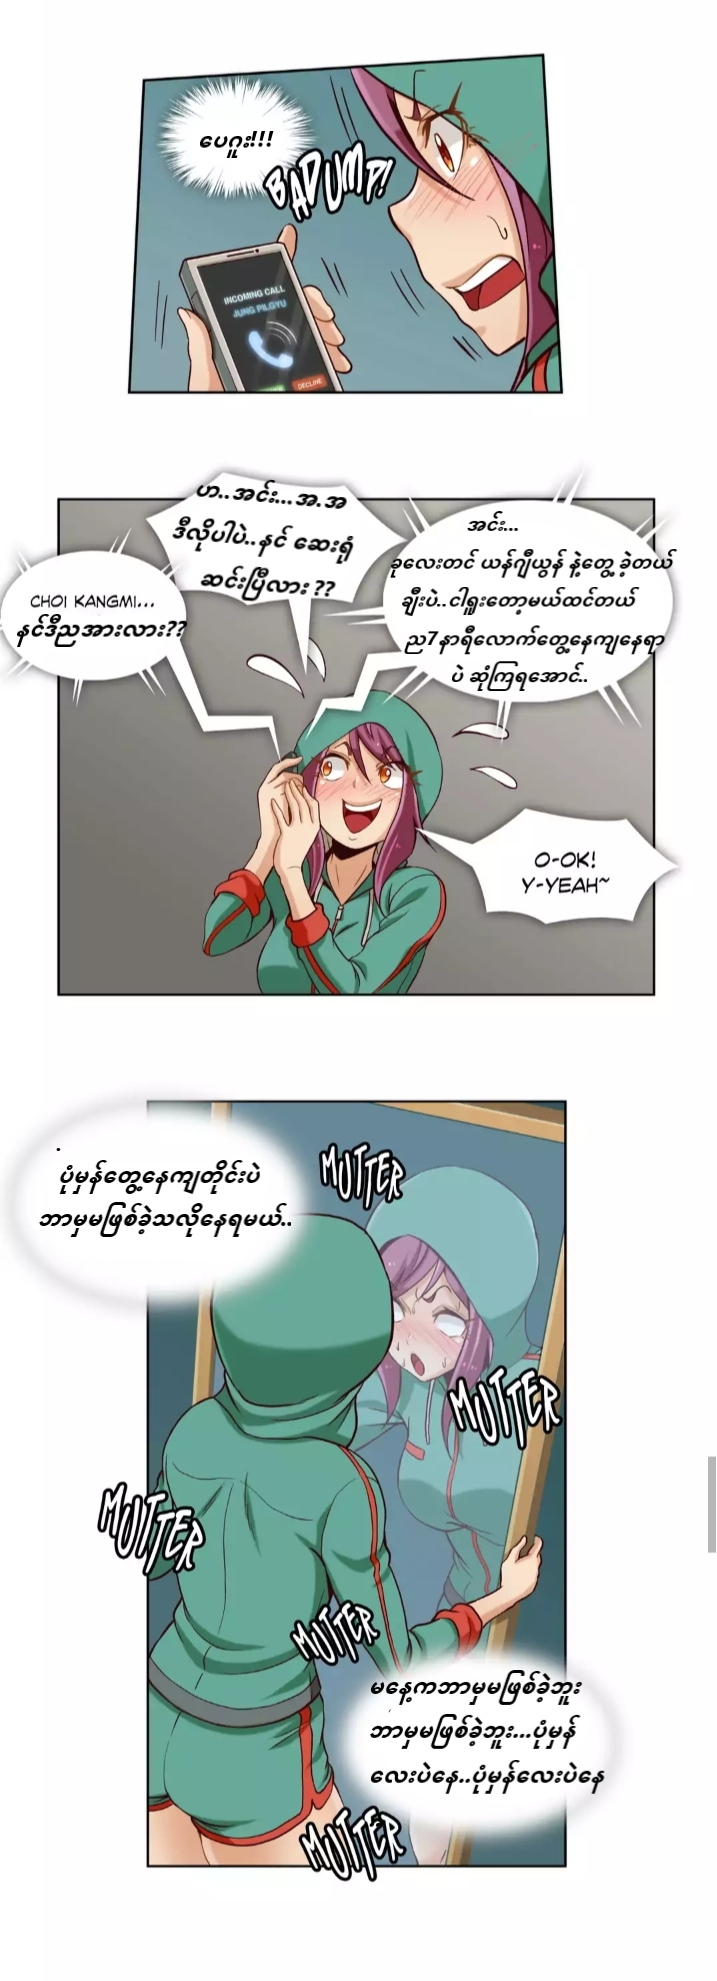 ပေဂူး!!!
BADUMP!
INCOMING CALL
JUNG PILGYU
DECLINE
ဟ..အင်း...အ.အ
ဒီလိုပါပဲ..နင် ဆေးရုံ
ဆင်းပြီလား ??
CHOI KANGMI...
နင်ဒီညအားလား??
အင်း...
ခုလေးတင် ယန်ဂျီယွန် နဲ့တွေ့ခဲ့တယ်
ချီးပဲ..ငါရူးတော့မယ်ထင်တယ်
ည7နာရီလောက်တွေ့နေကျနေရာ
ပဲ ဆုံကြရအောင်..
O-OK!
Y-YEAH~
ပုံမှန်တွေ့နေကျတိုင်းပဲ
ဘာမှမဖြစ်ခဲ့သလိုနေရမယ်..
MUTTER
MUTTER
MUTTER
MUTTER
မနေ့ကဘာမှမဖြစ်ခဲ့ဘူး
ဘာမှမဖြစ်ခဲ့ဘူး...ပုံမှန်
လေးပဲနေ..ပုံမှန်လေးပဲနေ
MUTTER